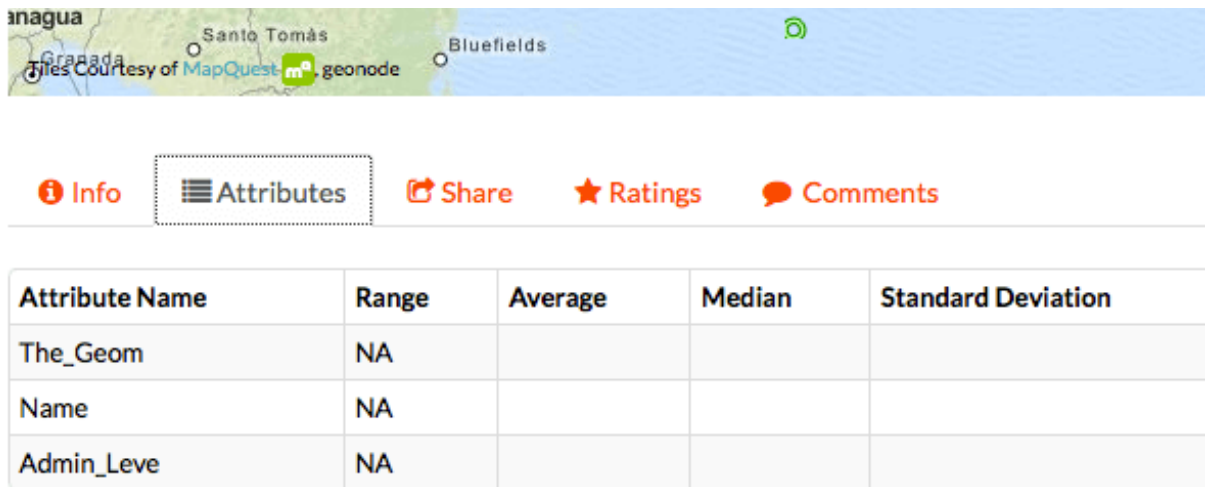 anagua
Santo Tomás
Bluefields
Granada
Tiles Courtesy of MapQuest mq, geonode
Info Attributes Share Ratings Comments
Attribute Name Range Average Median Standard Deviation
The_Geom NA
Name NA
Admin_Leve NA